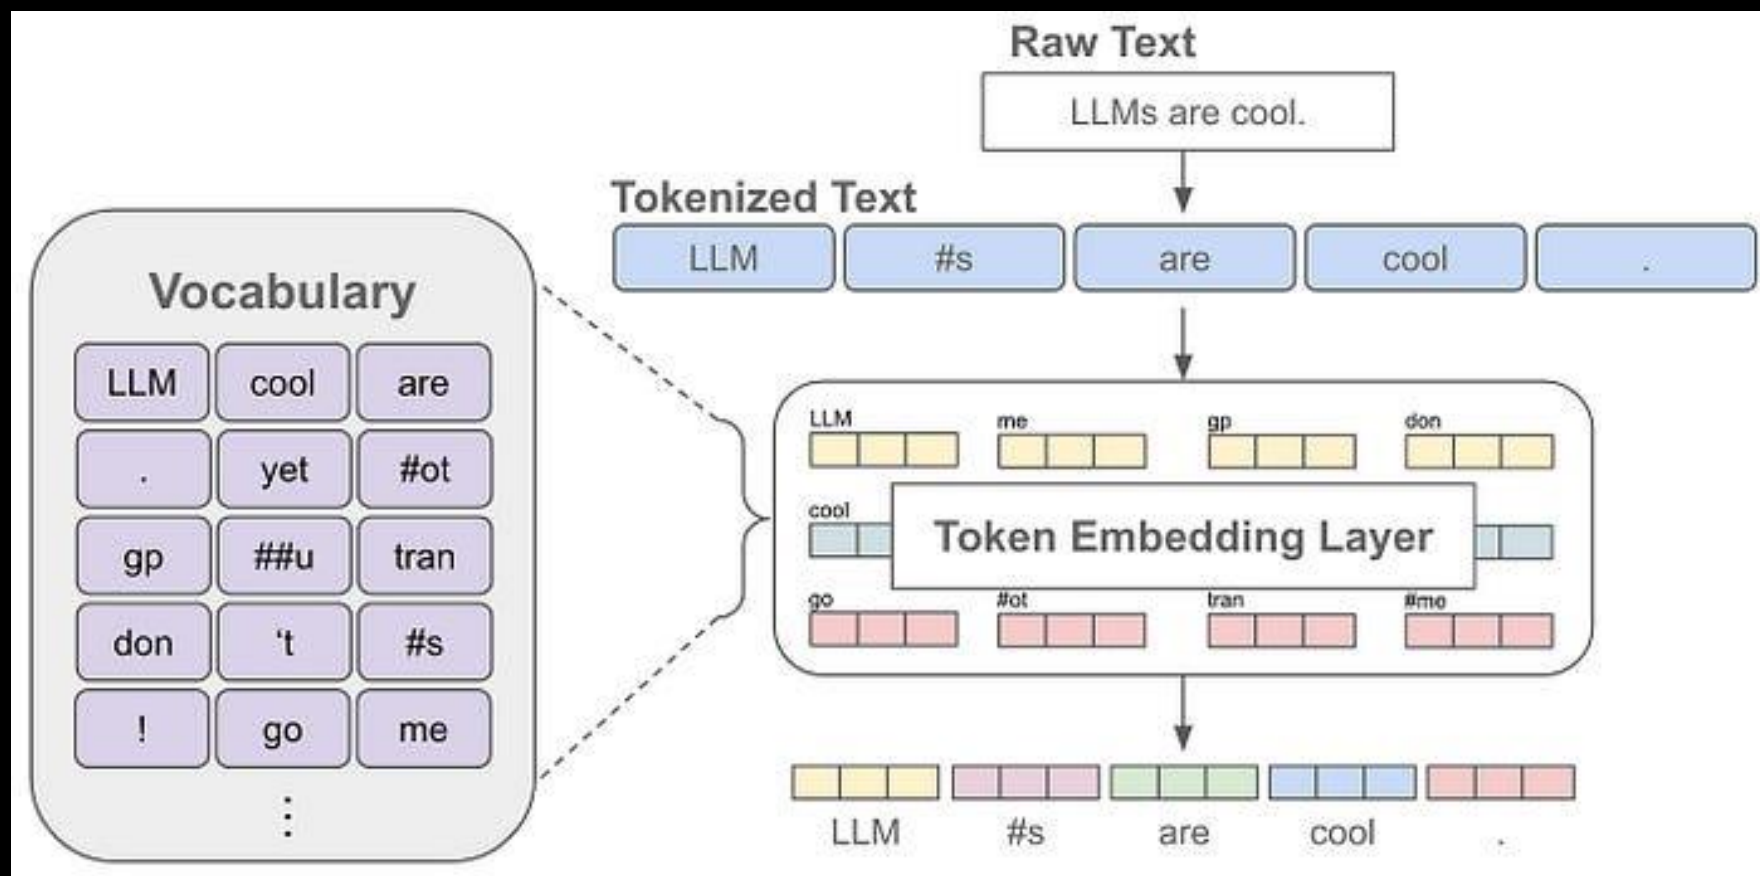 Raw Text
LLMs are cool.
Tokenized Text
LLM #s are cool .
Vocabulary
LLM cool are
. yet #ot
gp ##u tran
don ‘t #s
! go me
⋮
LLM me gp don
cool
Token Embedding Layer
go #ot tran #me
LLM #s are cool .